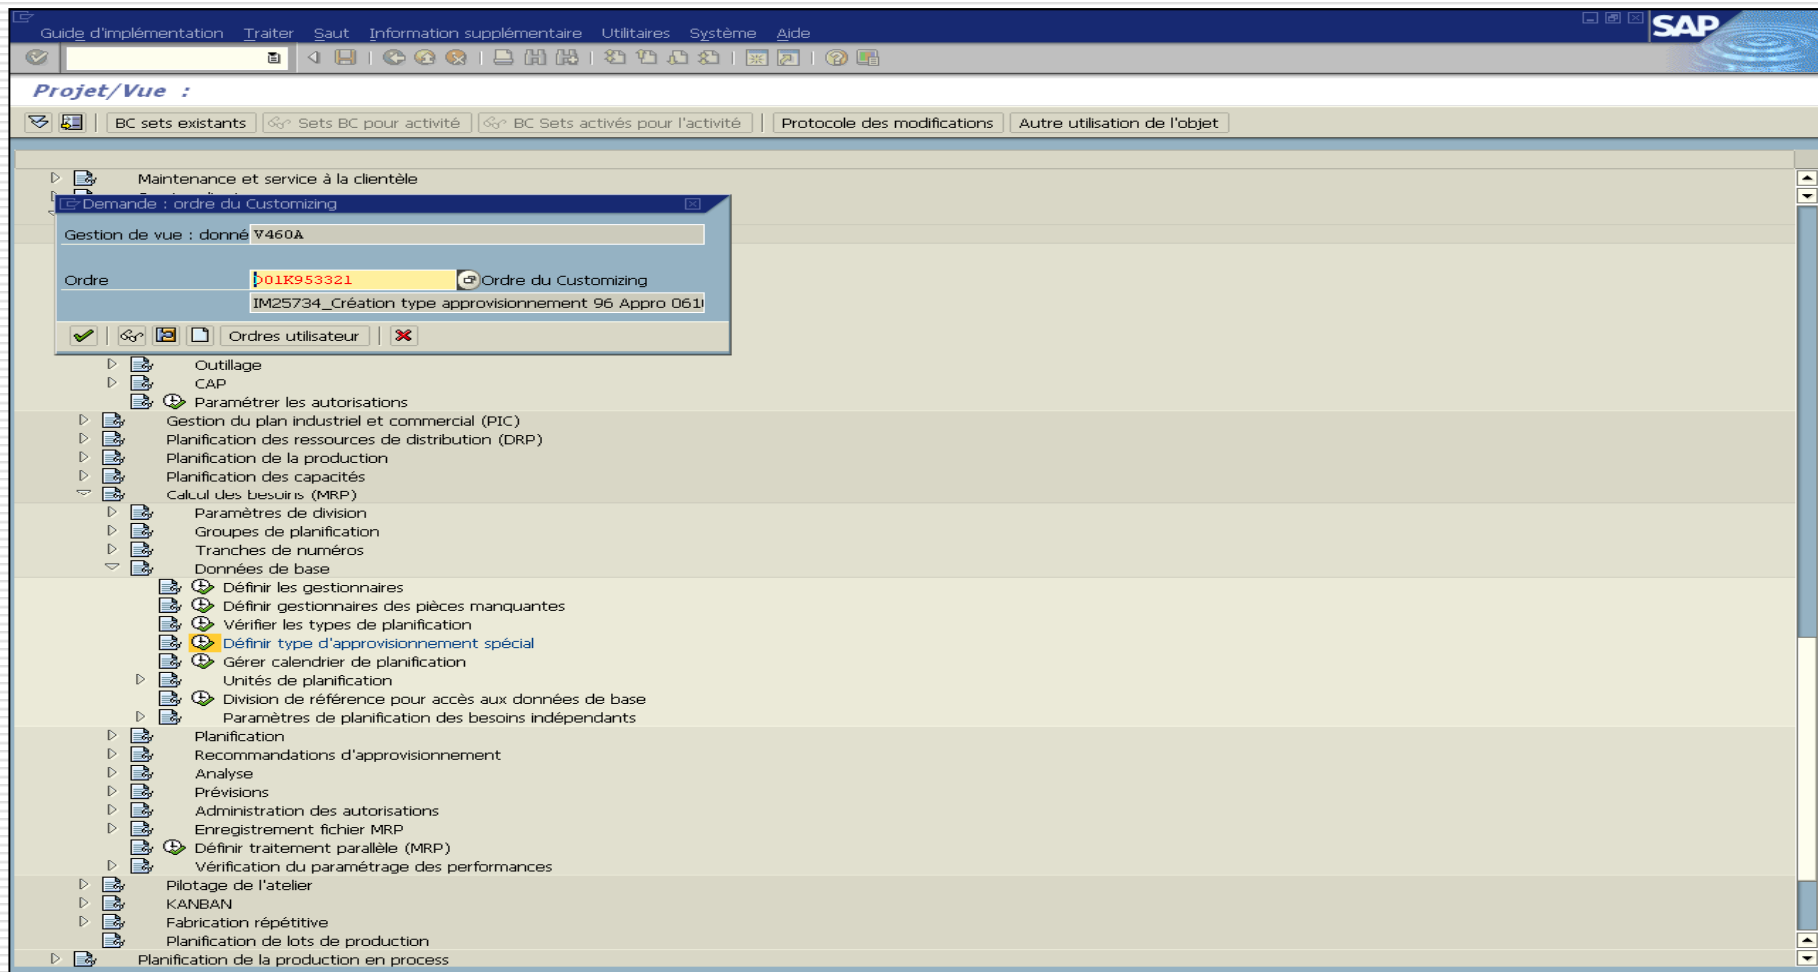 Guide d'implémentation Traiter Saut Information supplémentaire Utilitaires Système Aide
SAP
Projet/Vue :
BC sets existants Sets BC pour activité BC Sets activés pour l'activité Protocole des modifications Autre utilisation de l'objet
Maintenance et service à la clientèle
Demande : ordre du Customizing
Gestion de vue : donné V460A
Ordre D01K953321 Ordre du Customizing
IM25734_Création type approvisionnement 96 Appro 061
Ordres utilisateur
Outillage
CAP
Paramétrer les autorisations
Gestion du plan industriel et commercial (PIC)
Planification des ressources de distribution (DRP)
Planification de la production
Planification des capacités
Calcul des besoins (MRP)
Paramètres de division
Groupes de planification
Tranches de numéros
Données de base
Définir les gestionnaires
Définir gestionnaires des pièces manquantes
Vérifier les types de planification
Définir type d'approvisionnement spécial
Gérer calendrier de planification
Unités de planification
Division de référence pour accès aux données de base
Paramètres de planification des besoins indépendants
Planification
Recommandations d'approvisionnement
Analyse
Prévisions
Administration des autorisations
Enregistrement fichier MRP
Définir traitement parallèle (MRP)
Vérification du paramétrage des performances
Pilotage de l'atelier
KANBAN
Fabrication répétitive
Planification de lots de production
Planification de la production en process